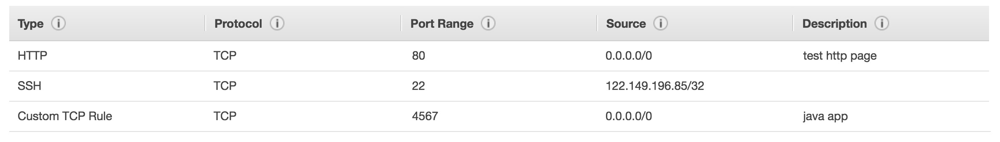 Type Protocol Port Range Source Description
HTTP TCP 80 0.0.0.0/0 test http page
SSH TCP 22 122.149.196.85/32
Custom TCP Rule TCP 4567 0.0.0.0/0 java app